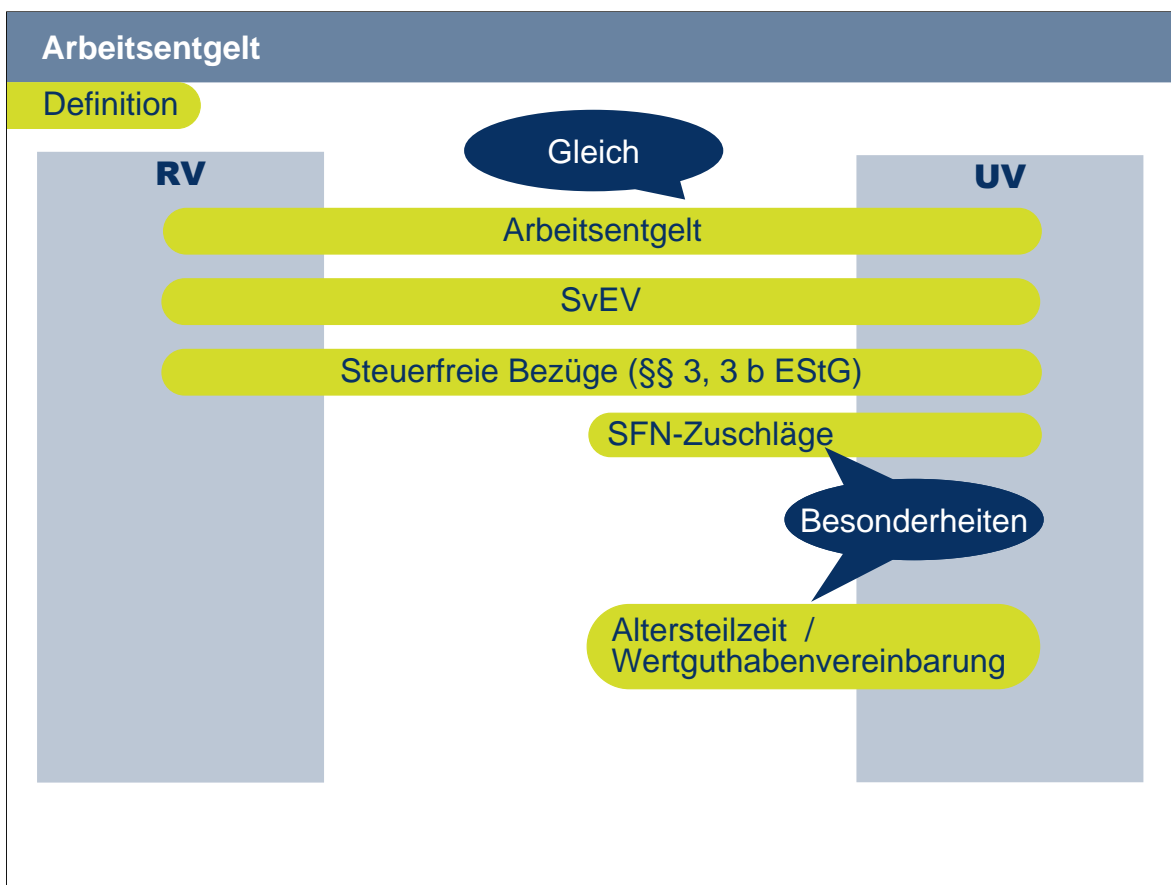 Arbeitsentgelt
Definition
Gleich
RV
UV
Arbeitsentgelt
SvEV
Steuerfreie Bezüge (§§ 3, 3 b EStG)
SFN-Zuschläge
Besonderheiten
Altersteilzeit /
Wertguthabenvereinbarung